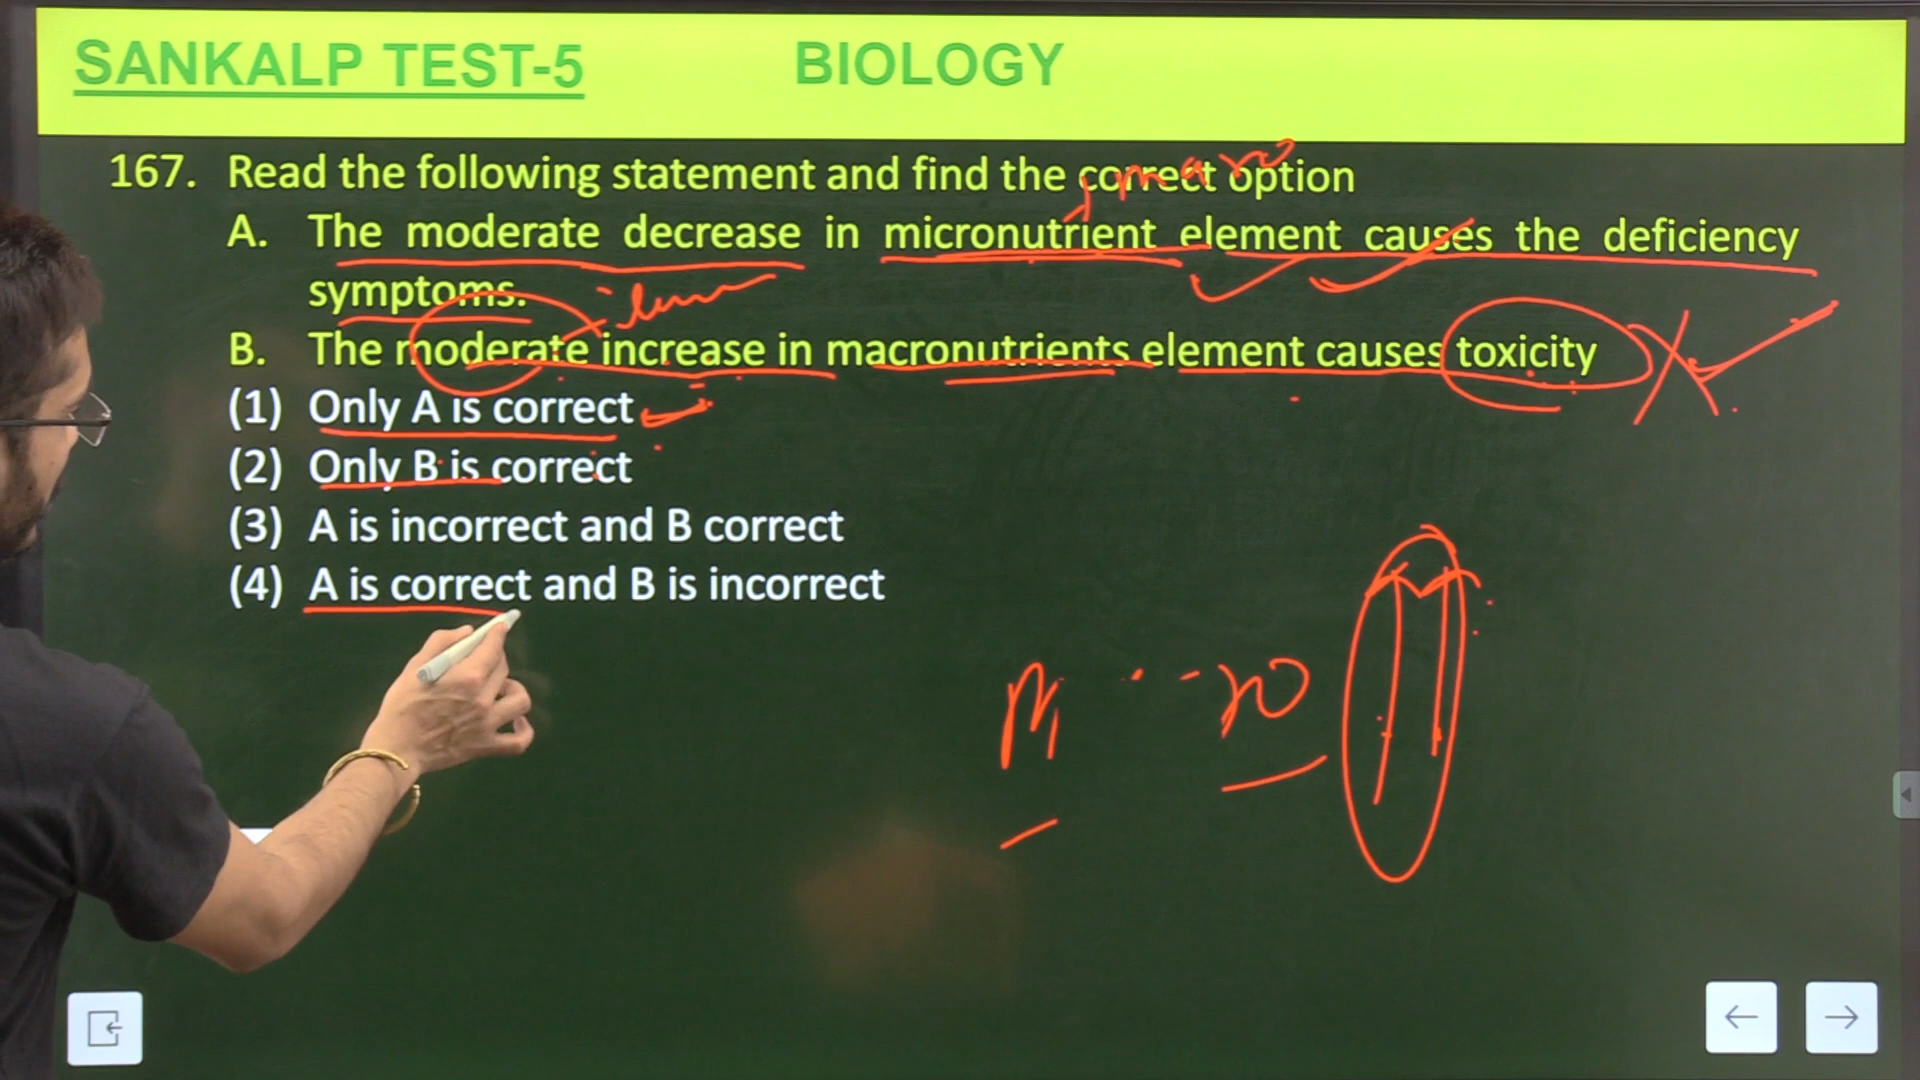 SANKALP TEST-5 BIOLOGY
167. Read the following statement and find the correct option
A. The moderate decrease in micronutrient element causes the deficiency
symptoms.
B. The moderate increase in macronutrients element causes toxicity
(1) Only A is correct
(2) Only B is correct
(3) A is incorrect and B correct
(4) A is correct and B is incorrect